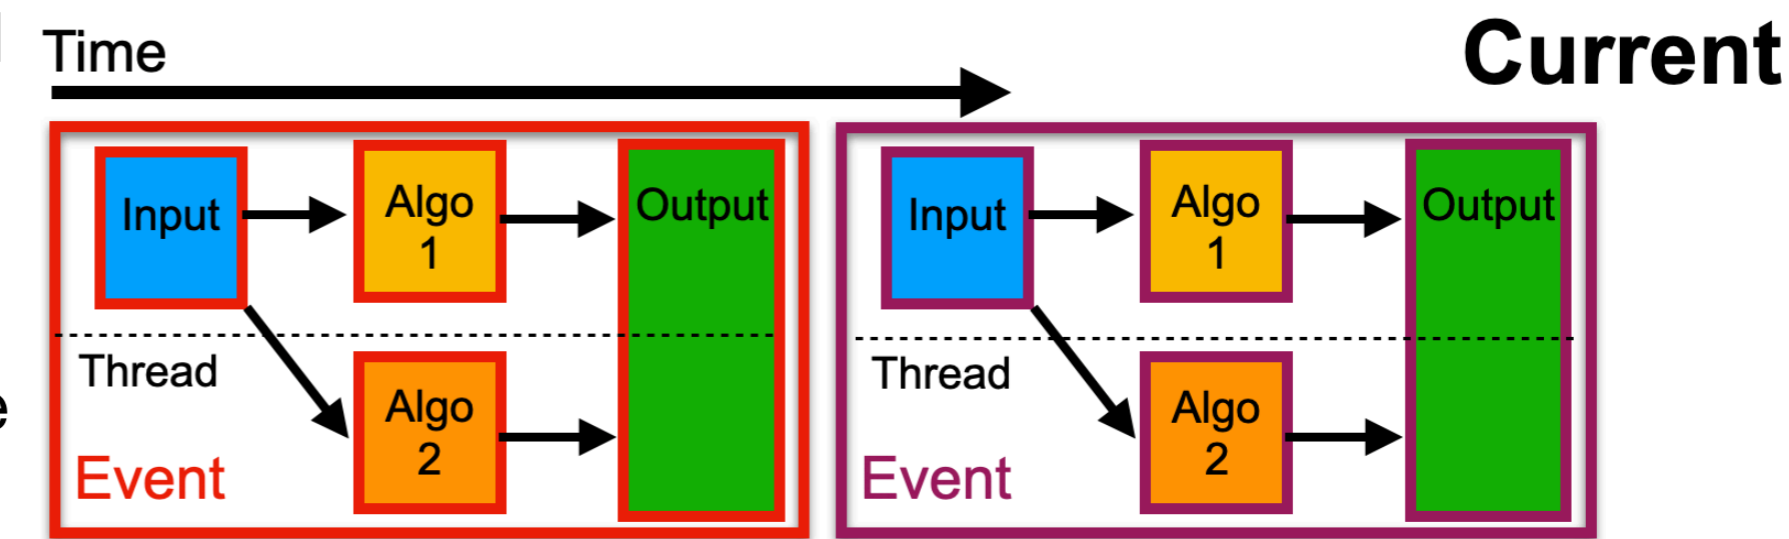 Time
Current
Input
Algo
1
Output
Thread
Algo
2
Event
Input
Algo
1
Output
Thread
Algo
2
Event
e